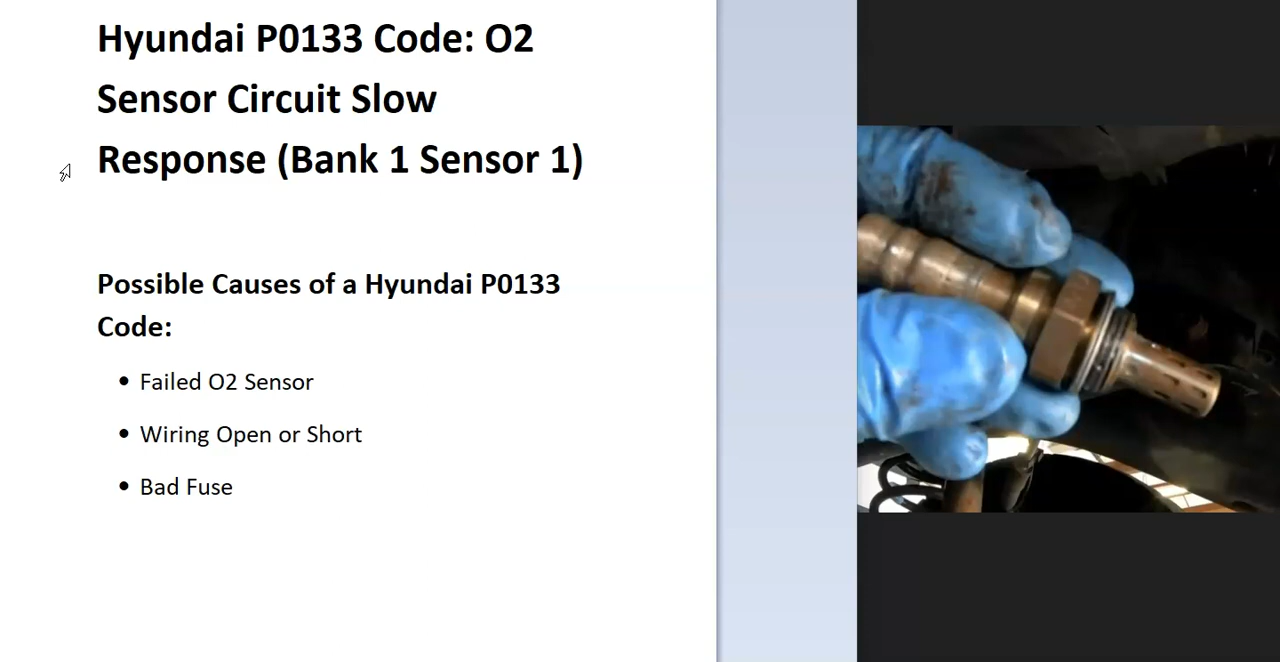 Hyundai P0133 Code: O2
Sensor Circuit Slow
Response (Bank 1 Sensor 1)
Possible Causes of a Hyundai P0133
Code:
• Failed O2 Sensor
• Wiring Open or Short
• Bad Fuse